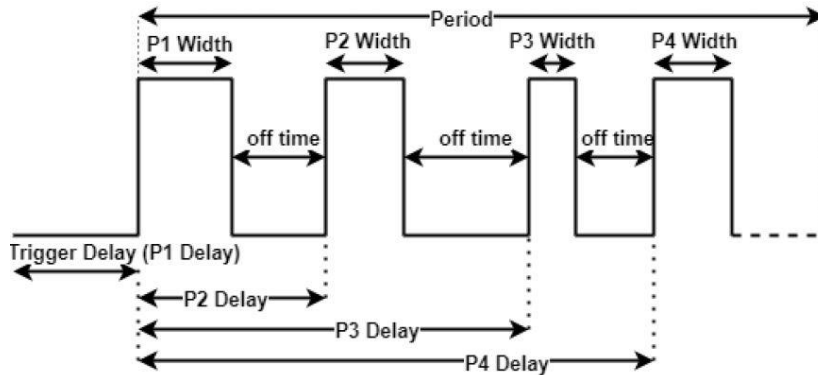 Period
P1 Width
P2 Width
P3 Width
P4 Width
off time
off time
off time
Trigger Delay (P1 Delay)
P2 Delay
P3 Delay
P4 Delay